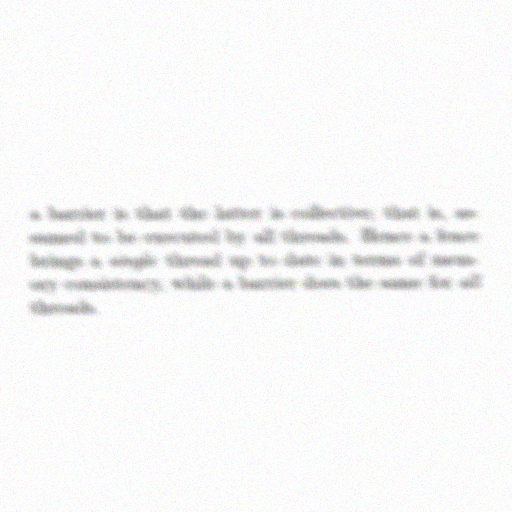 a barrier is that the latter is collective, that is, as-
sumed to be executed by all threads. Hence a fence
brings a single thread up to date in terms of mem-
ory consistency, while a barrier does the same for all
threads.